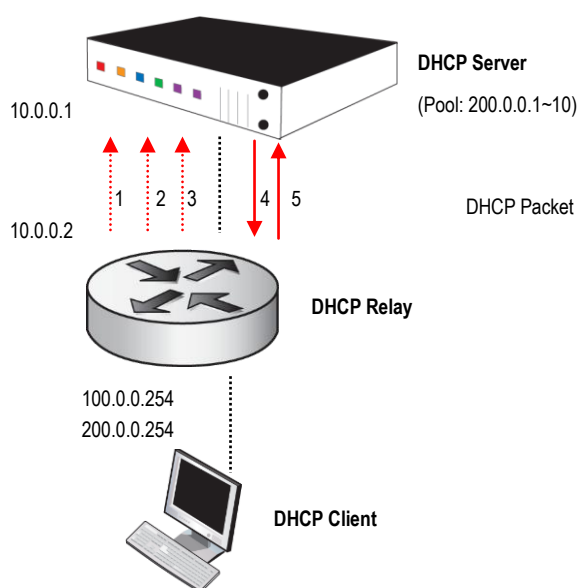 DHCP Server
(Pool: 200.0.0.1~10)
10.0.0.1
1
2
3
4
5
DHCP Packet
10.0.0.2
DHCP Relay
100.0.0.254
200.0.0.254
DHCP Client